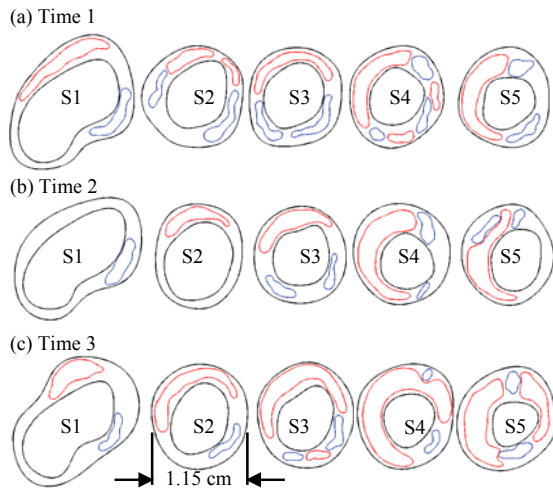 (a) Time 1
S1 S2 S3 S4 S5
(b) Time 2
S1 S2 S3 S4 S5
(c) Time 3
S1 S2 S3 S4 S5
1.15 cm